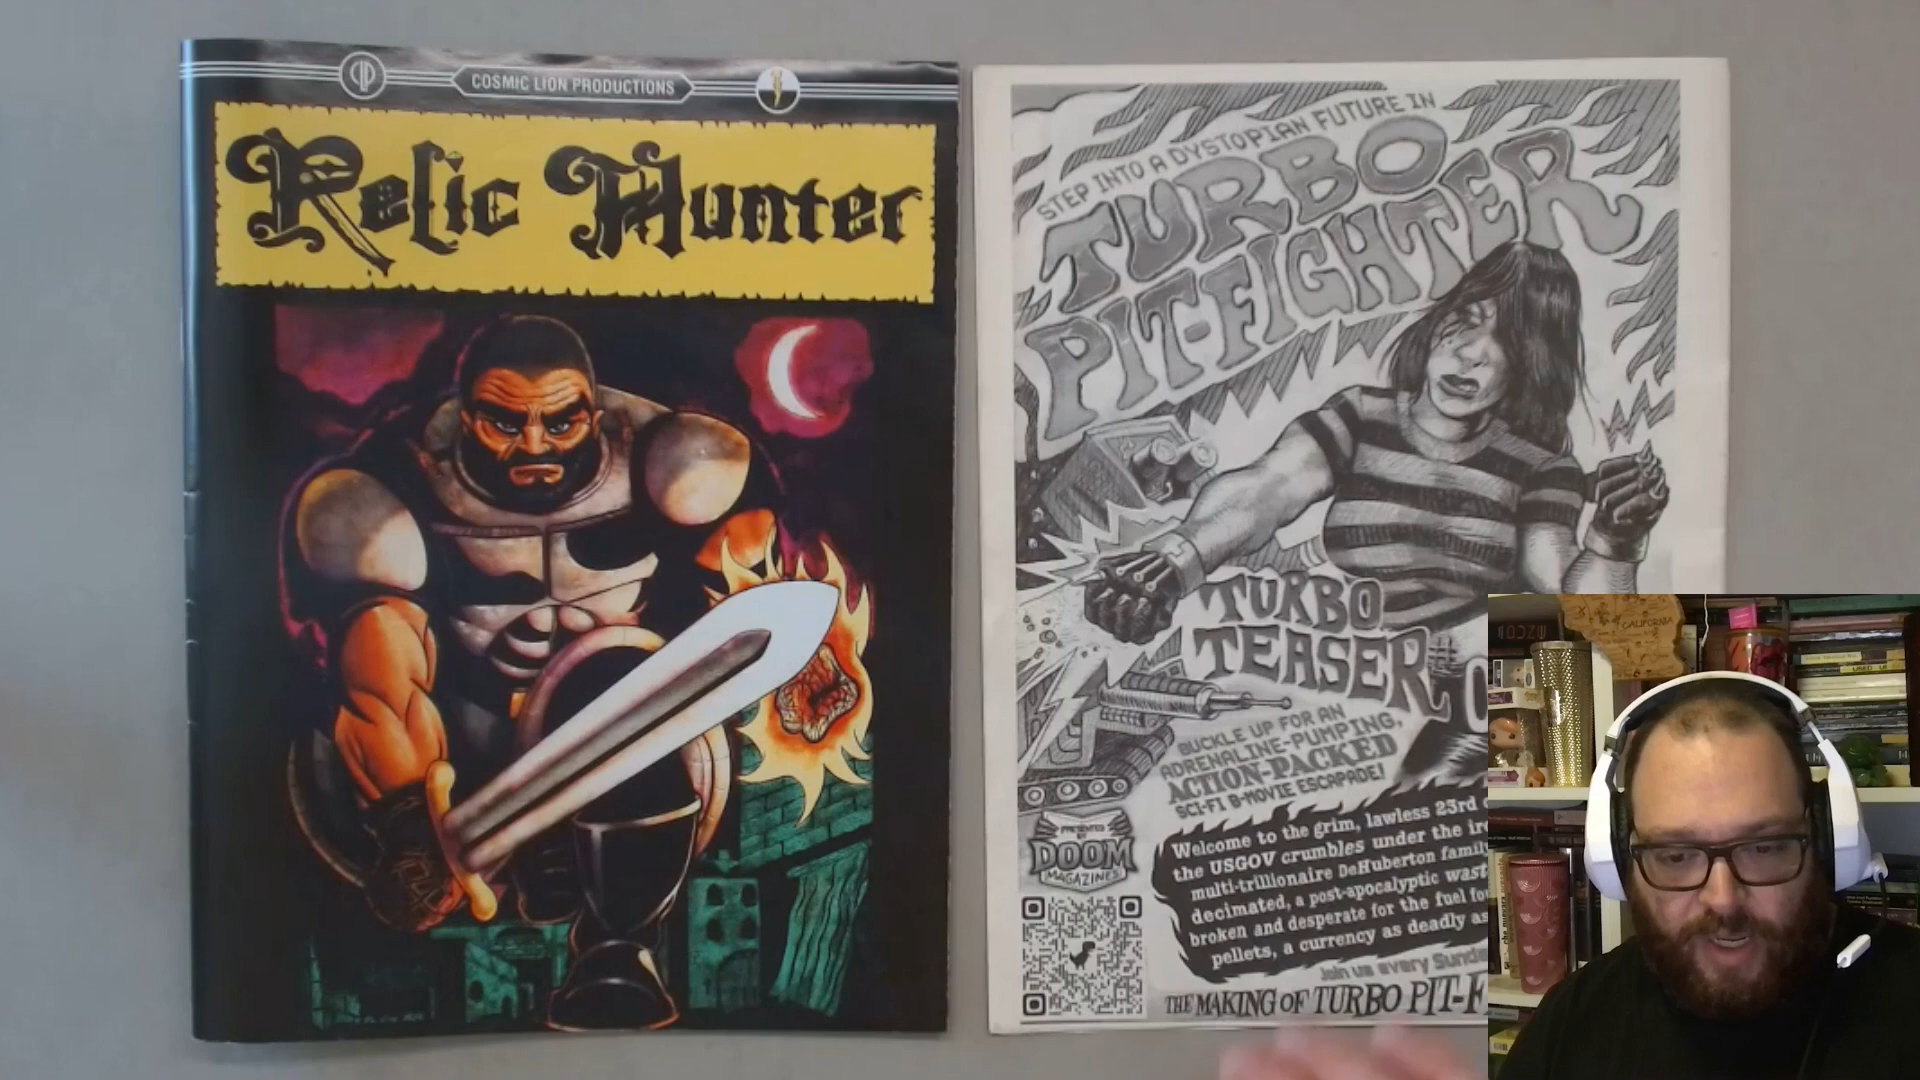 COSMIC LION PRODUCTIONS
Relic Hunter
STEP INTO A DYSTOPIAN FUTURE IN
TURBO
PIT-FIGHTER
TURBO
TEASER
BUCKLE UP FOR AN
ADRENALINE-PUMPING,
ACTION-PACKED
SCI-FI B-MOVIE ESCAPADE!
PRESENTED
BY
DOOM
MAGAZINES
Welcome to the grim, lawless 23rd
the USGOV crumbles under the
multi-trillionaire DeHuberton
decimated, a post-apocalyptic
broken and desperate for the fuel
pellets, a currency as deadly
Join us every
THE MAKING OF TURBO
CALIFORNIA